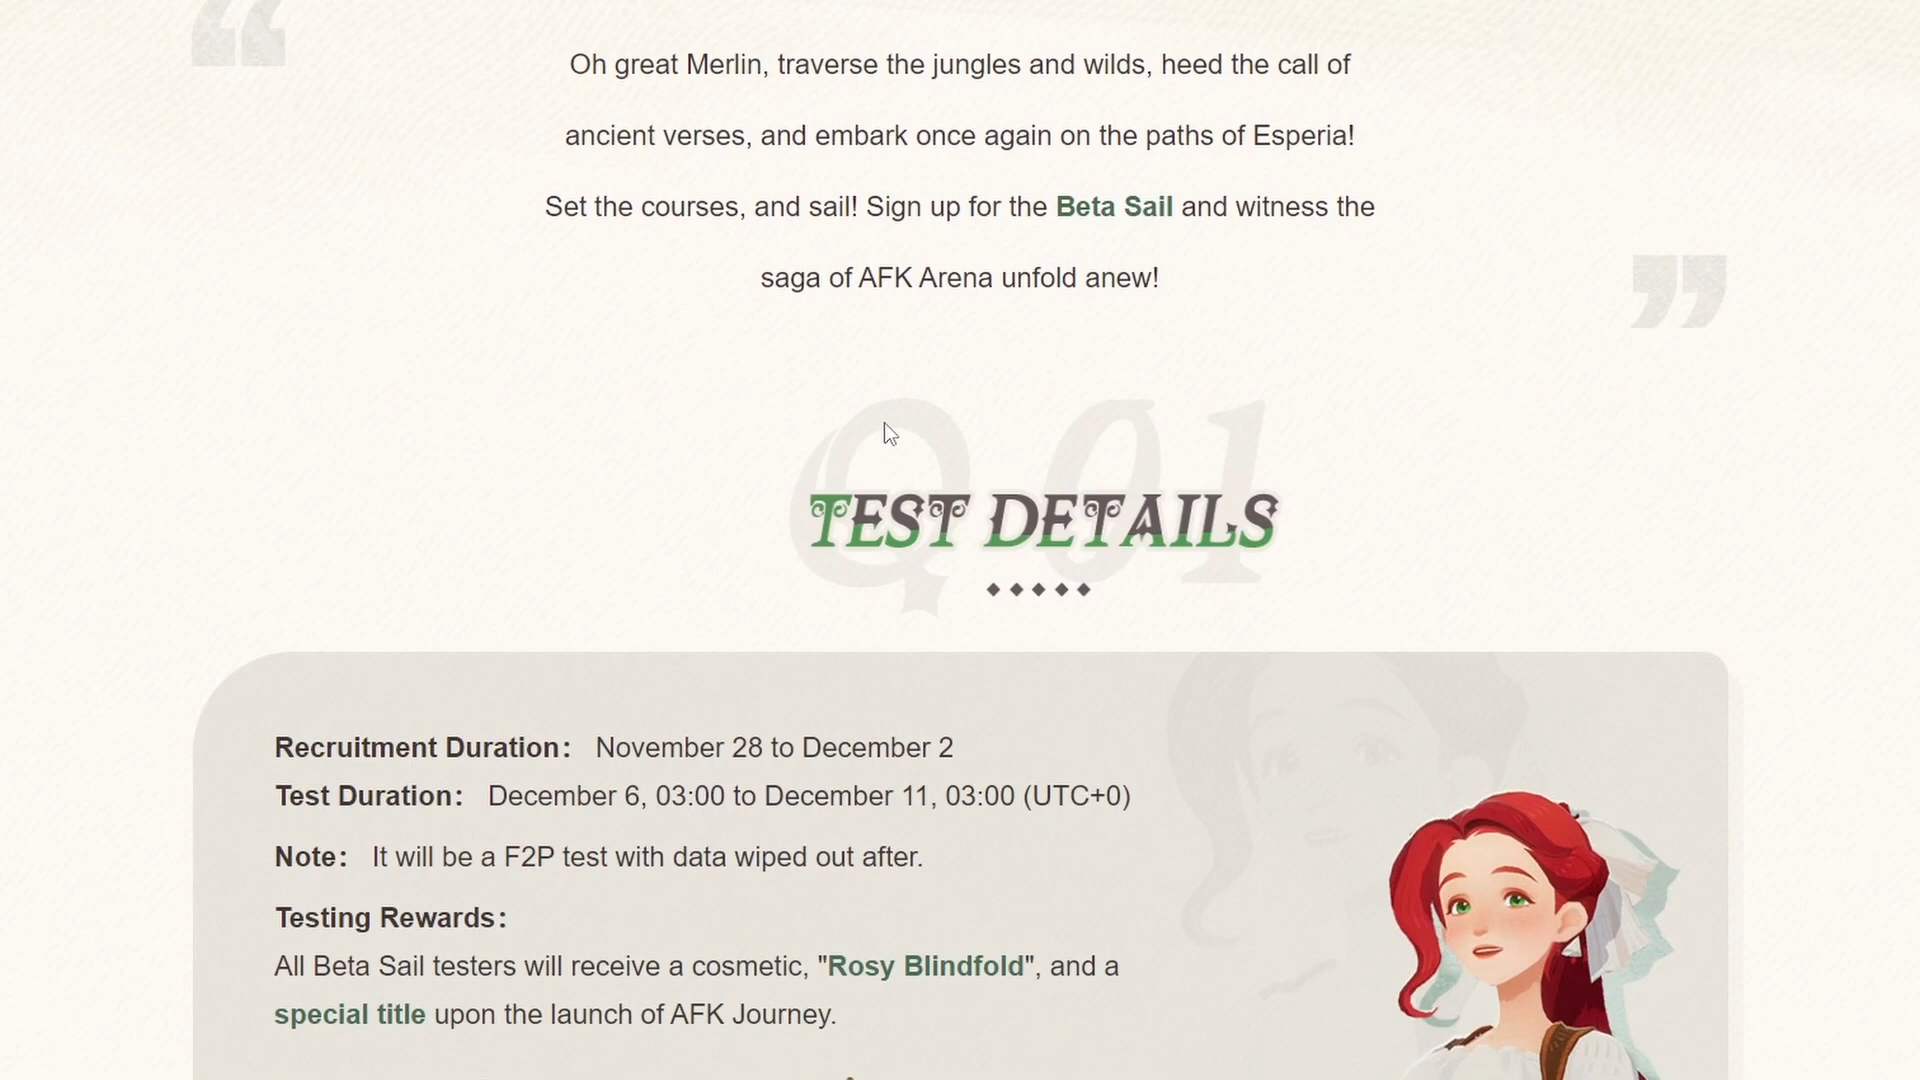 Oh great Merlin, traverse the jungles and wilds, heed the call of
ancient verses, and embark once again on the paths of Esperia!
Set the courses, and sail! Sign up for the Beta Sail and witness the
saga of AFK Arena unfold anew!
Q 01
TEST DETAILS
Recruitment Duration: November 28 to December 2
Test Duration: December 6, 03:00 to December 11, 03:00 (UTC+0)
Note: It will be a F2P test with data wiped out after.
Testing Rewards:
All Beta Sail testers will receive a cosmetic, "Rosy Blindfold", and a
special title upon the launch of AFK Journey.